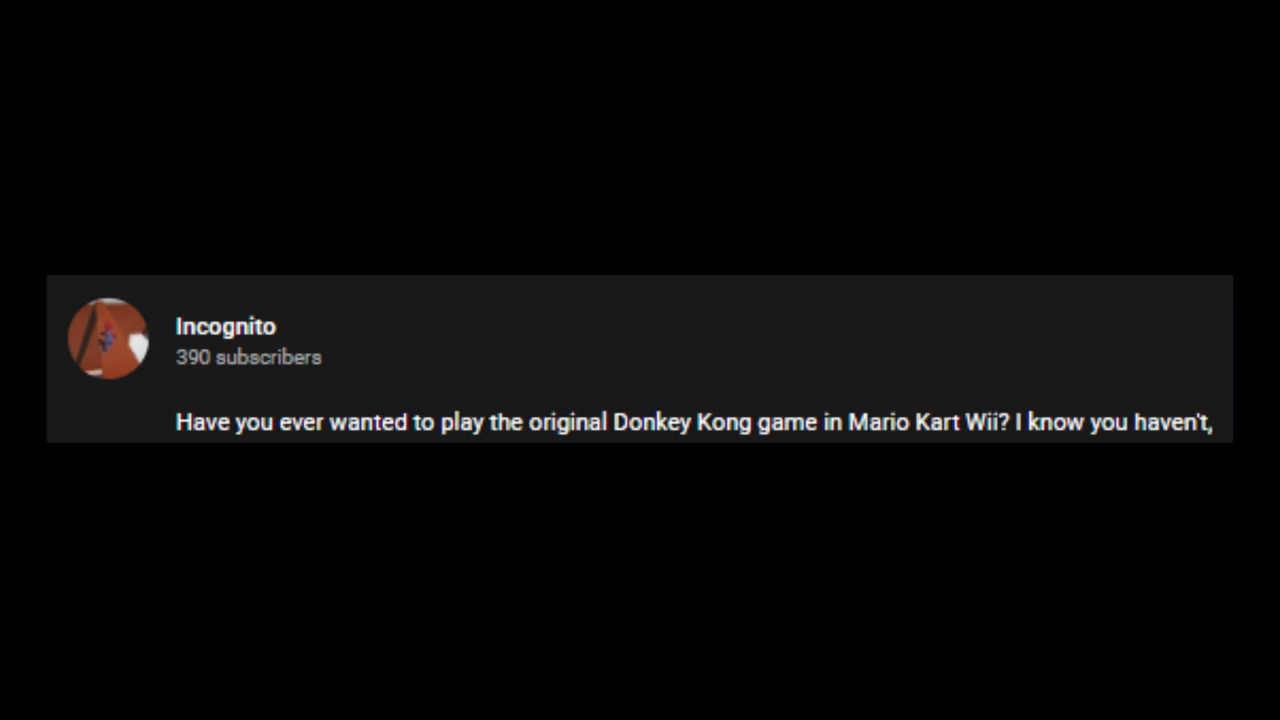 Incognito
390 subscribers
Have you ever wanted to play the original Donkey Kong game in Mario Kart Wii? I know you haven't,